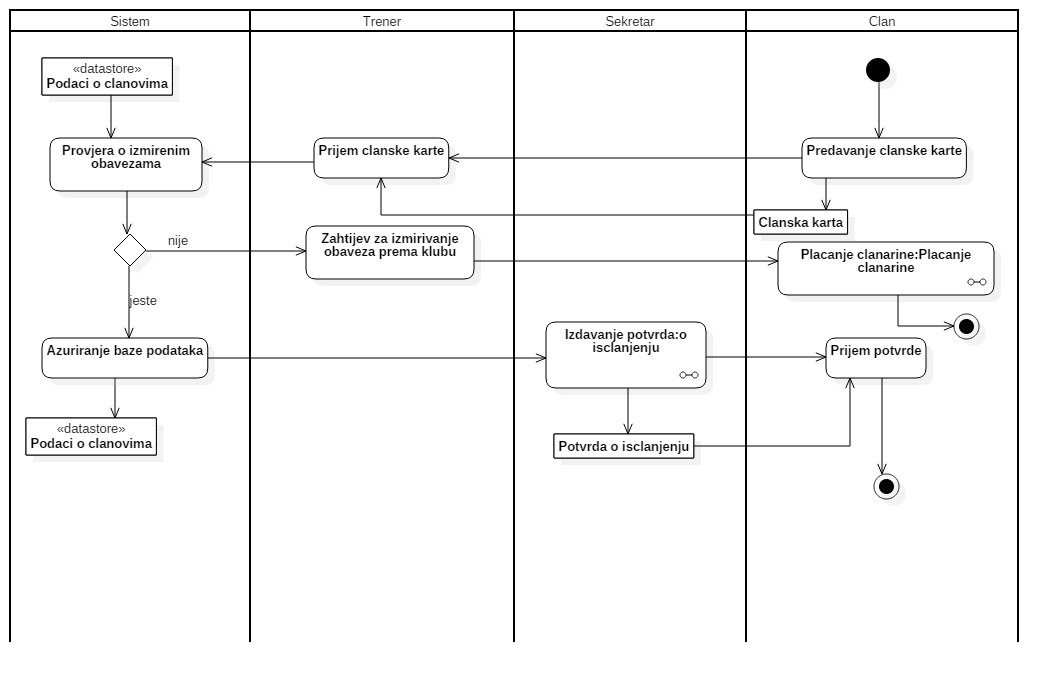 Sistem
Trener
Sekretar
Clan
«datastore»
Podaci o clanovima
Provjera o izmirenim
obavezama
Prijem clanske karte
Predavanje clanske karte
Clanska karta
nije
Zahtijev za izmirivanje
obaveza prema klubu
Placanje clanarine:Placanje
clanarine
jeste
Azuriranje baze podataka
Izdavanje potvrda:o
isclanjenju
Prijem potvrde
«datastore»
Podaci o clanovima
Potvrda o isclanjenju